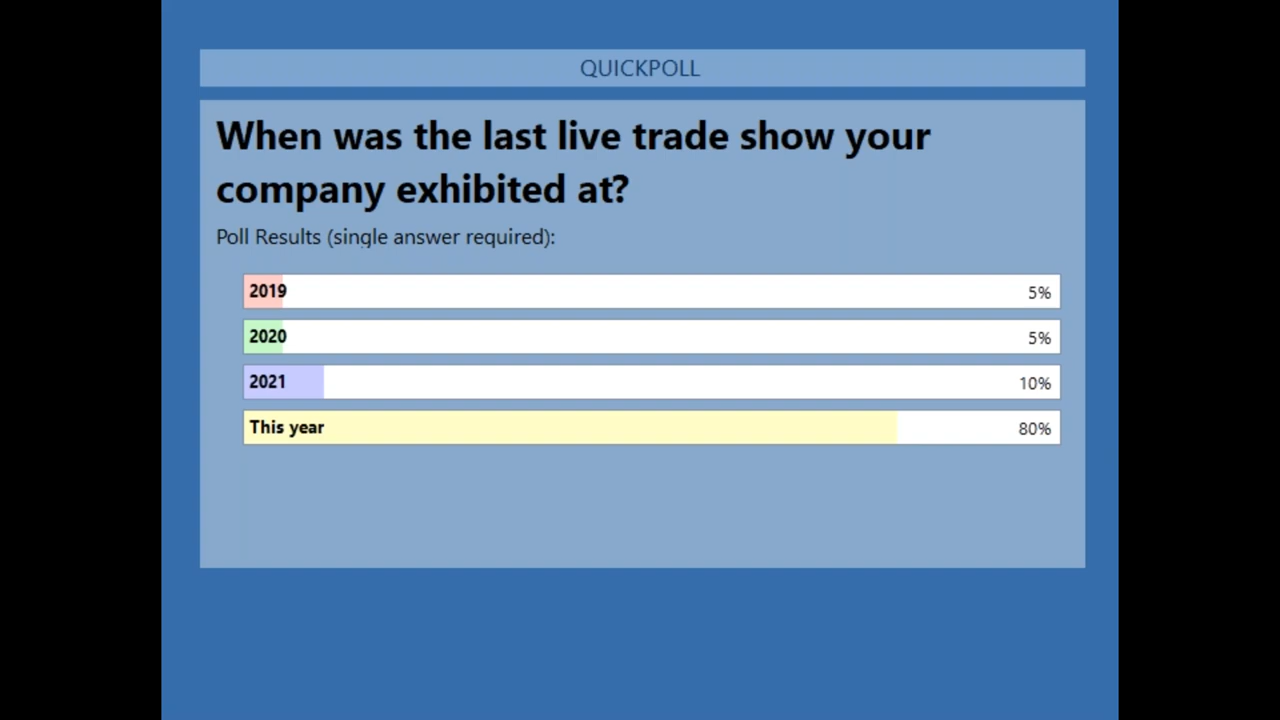 QUICKPOLL
When was the last live trade show your
company exhibited at?
Poll Results (single answer required):
2019 5%
2020 5%
2021 10%
This year 80%